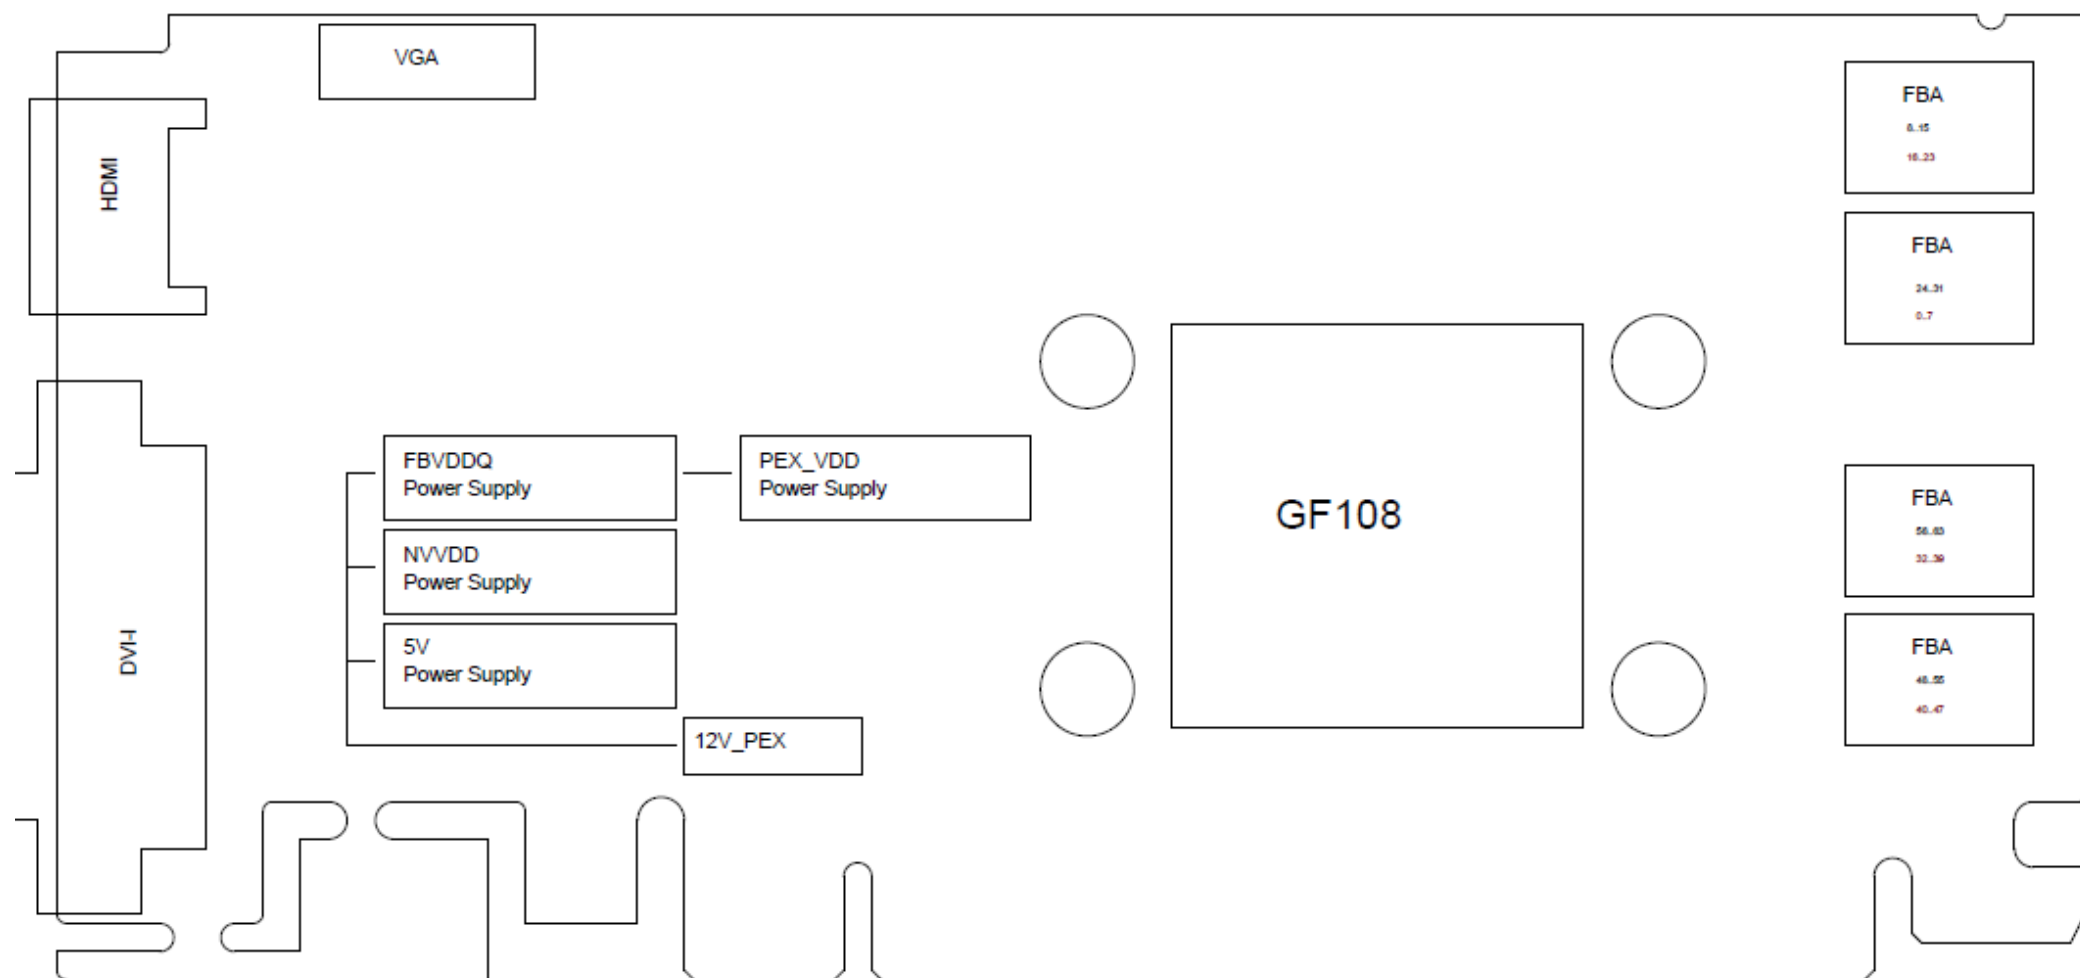 VGA
HDMI
DVI-I
FBVDDQ
Power Supply
PEX_VDD
Power Supply
NVVDD
Power Supply
5V
Power Supply
12V_PEX
GF108
FBA
8..15
16..23
FBA
24..31
0..7
FBA
56..63
32..39
FBA
48..55
40..47